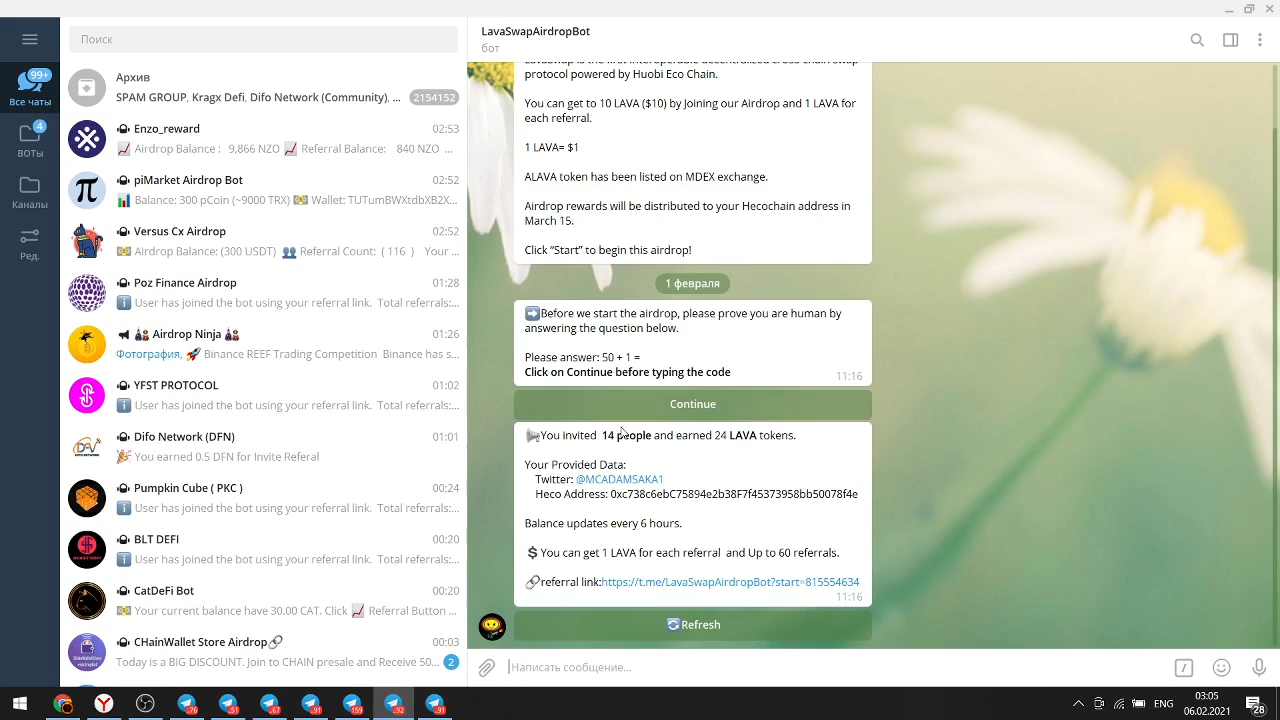 Поиск
99+
Все чаты
4
ВОТы
Каналы
Ред.
Архив
SPAM GROUP, Kragx Defi, Difo Network (Community), ...
2154152
Enzo_reward
02:53
Airdrop Balance : 9,866 NZO Referral Balance: 840 NZO ...
piMarket Airdrop Bot
02:52
Balance: 300 pCoin (~9000 TRX) Wallet: TUTumBWXtdbXB2X...
Versus Cx Airdrop
02:52
Airdrop Balance: (300 USDT) Referral Count: ( 116 ) Your ...
Poz Finance Airdrop
01:28
User has joined the bot using your referral link. Total referrals:...
Airdrop Ninja
01:26
Фотография, Binance REEF Trading Competition Binance has s...
YFST PROTOCOL
01:02
User has joined the bot using your referral link. Total referrals:...
Difo Network (DFN)
01:01
You earned 0.5 DFN for Invite Referal
Pumpkin Cube ( PKC )
00:24
User has joined the bot using your referral link. Total referrals:...
BLT DEFI
00:20
User has joined the bot using your referral link. Total referrals:...
CatDeFi Bot
00:20
Your current balance have 30.00 CAT. Click Referral Button ...
CHainWallet Store Airdrop
00:03
Today is a BIG DISCOUNT.Join to CHAIN presale and Receive 50...
2
LavaSwapAirdropBot
бот
protocol powered by Huobi Eco Chain.
You can get to 10 LAVA ($10) by Joining our Airdrop and 1 LAVA for
each referral.
1 LAVA= $1
ALAVA token has been listed on MDEX exchange.
Airdrop rewards will be distributed to your Hecochain address in
March 15.
Click “Start” to begin this airdrop!
1 февраля
Before we start the airdrop, please prove you are human by
answering the question below.
Please answer: 50 + 1 =
Click on Continue before typing the code
11:16
Continue
You invited 14 people and earned 24 LAVA tokens.
Your Provided Data:
Twitter: @MCADAMSAKA1
Heco Address: 0xc738c6ebC75894e2b38F7f45373958bb50078f4e
Balance updates every 6 hours.
You can get 1 LAVA for each referral and Up to 60 referrals.
referral link:https://t.me/LavaSwapAirdropBot?start=815554634
11:16
Refresh
Написать сообщение...
ENG
03:05
06.02.2021
28